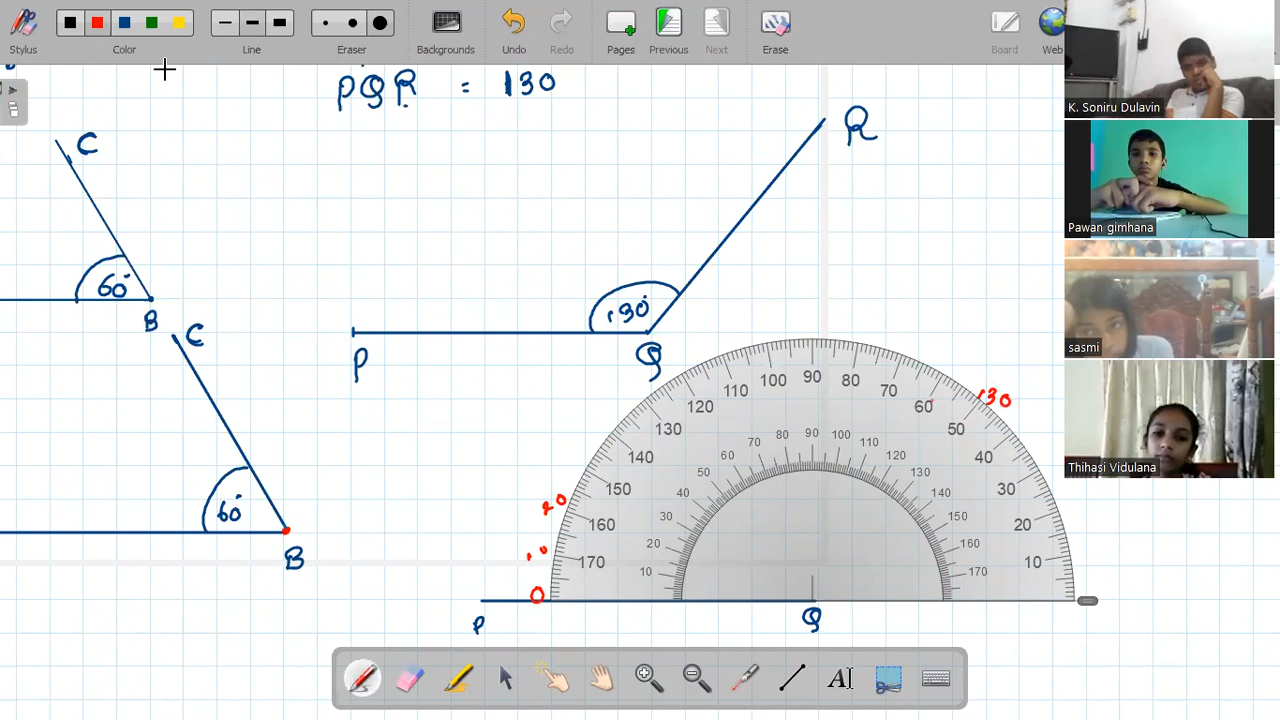 Stylus
Color
Line
Eraser
Backgrounds
Undo
Redo
Pages
Previous
Next
Erase
Board
Web
PQR = 130
C
60°
B
C
60°
B
R
130°
P
Q
130
0
10
20
10 20 30 40 50 60 70 80 90 100 110 120 130 140 150 160 170
170 160 150 140 130 120 110 100 90 80 70 60 50 40 30 20 10
P
Q
K. Soniru Dulavin
Pawan gimhana
sasmi
Thihasi Vidulana